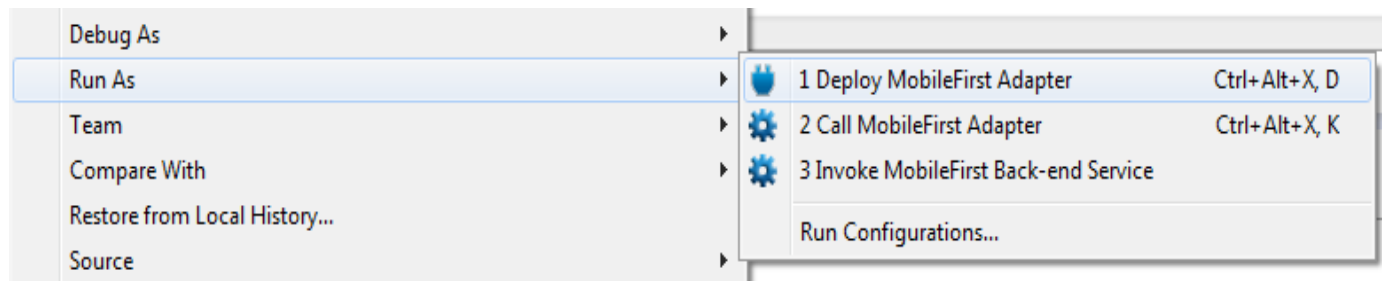 Debug As
Run As
Team
Compare With
Restore from Local History...
Source
1 Deploy MobileFirst Adapter Ctrl+Alt+X, D
2 Call MobileFirst Adapter Ctrl+Alt+X, K
3 Invoke MobileFirst Back-end Service
Run Configurations...